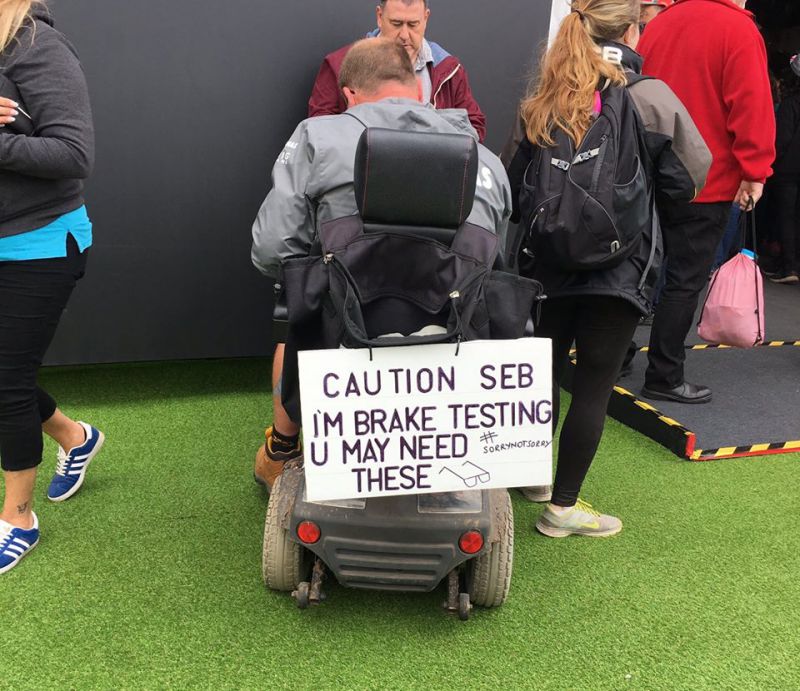 CAUTION SEB
I'M BRAKE TESTING
U MAY NEED #SORRYNOTSORRY
THESE